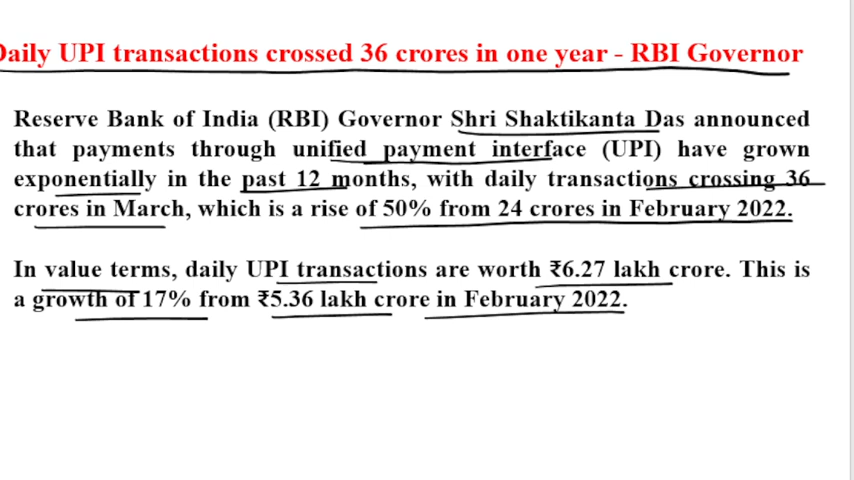 Daily UPI transactions crossed 36 crores in one year - RBI Governor
Reserve Bank of India (RBI) Governor Shri Shaktikanta Das announced
that payments through unified payment interface (UPI) have grown
exponentially in the past 12 months, with daily transactions crossing 36
crores in March, which is a rise of 50% from 24 crores in February 2022.
In value terms, daily UPI transactions are worth ₹6.27 lakh crore. This is
a growth of 17% from ₹5.36 lakh crore in February 2022.